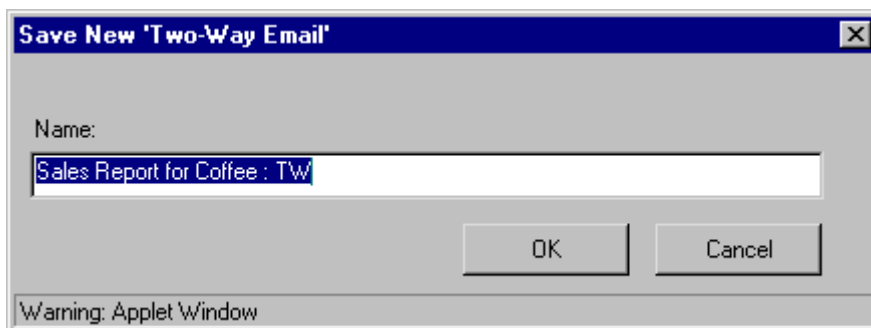 Save New 'Two-Way Email'
Name:
Sales Report for Coffee : TW
OK Cancel
Warning: Applet Window